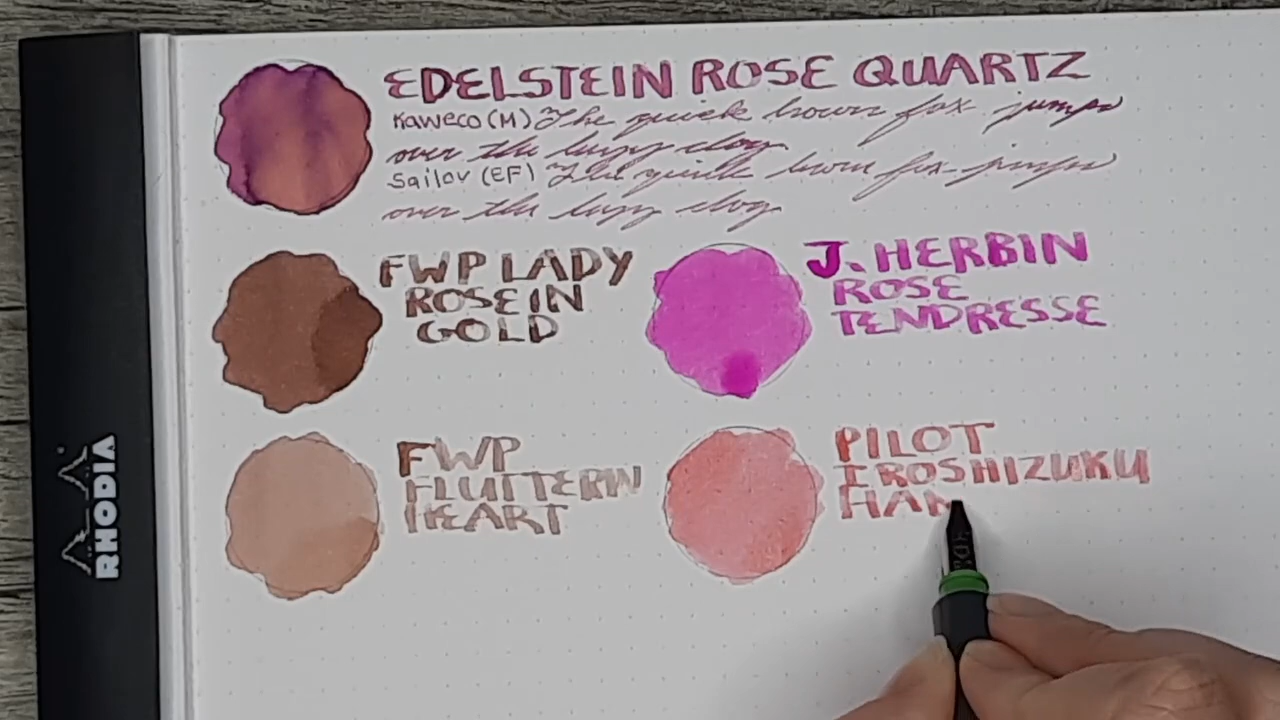 EDELSTEIN ROSE QUARTZ
Kaweco (M) The quick brown fox jumps
over the lazy dog
Sailor (EF) The quick brown fox jumps
over the lazy dog
FWP LADY
ROSE IN
GOLD
J. HERBIN
ROSE
TENDRESSE
FWP
FLUTTERIN
HEART
PILOT
IROSHIZUKU
HAN
RHODIA